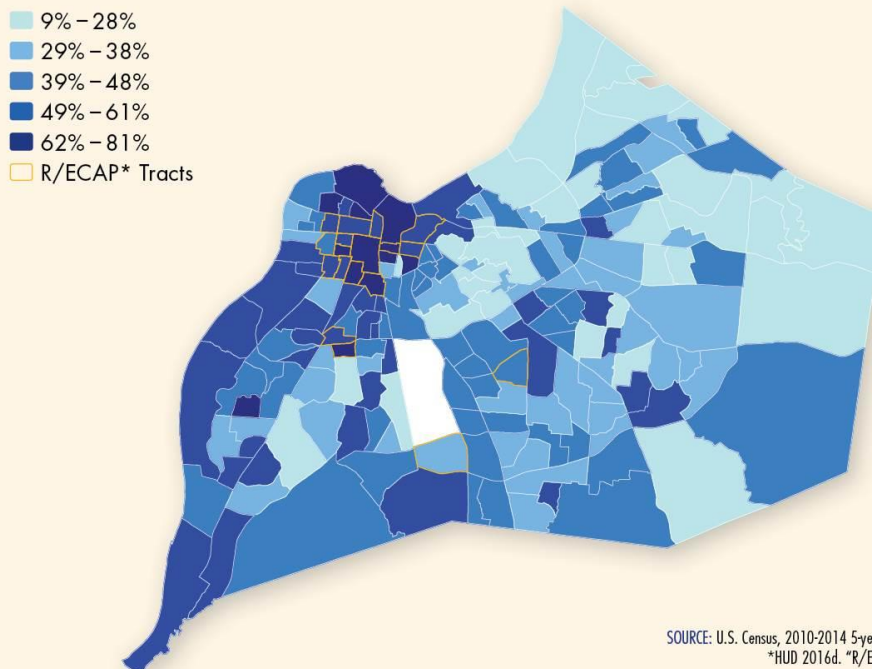 9% – 28%
29% – 38%
39% – 48%
49% – 61%
62% – 81%
R/ECAP* Tracts
SOURCE: U.S. Census, 2010-2014 5-ye
*HUD 2016d. "R/E